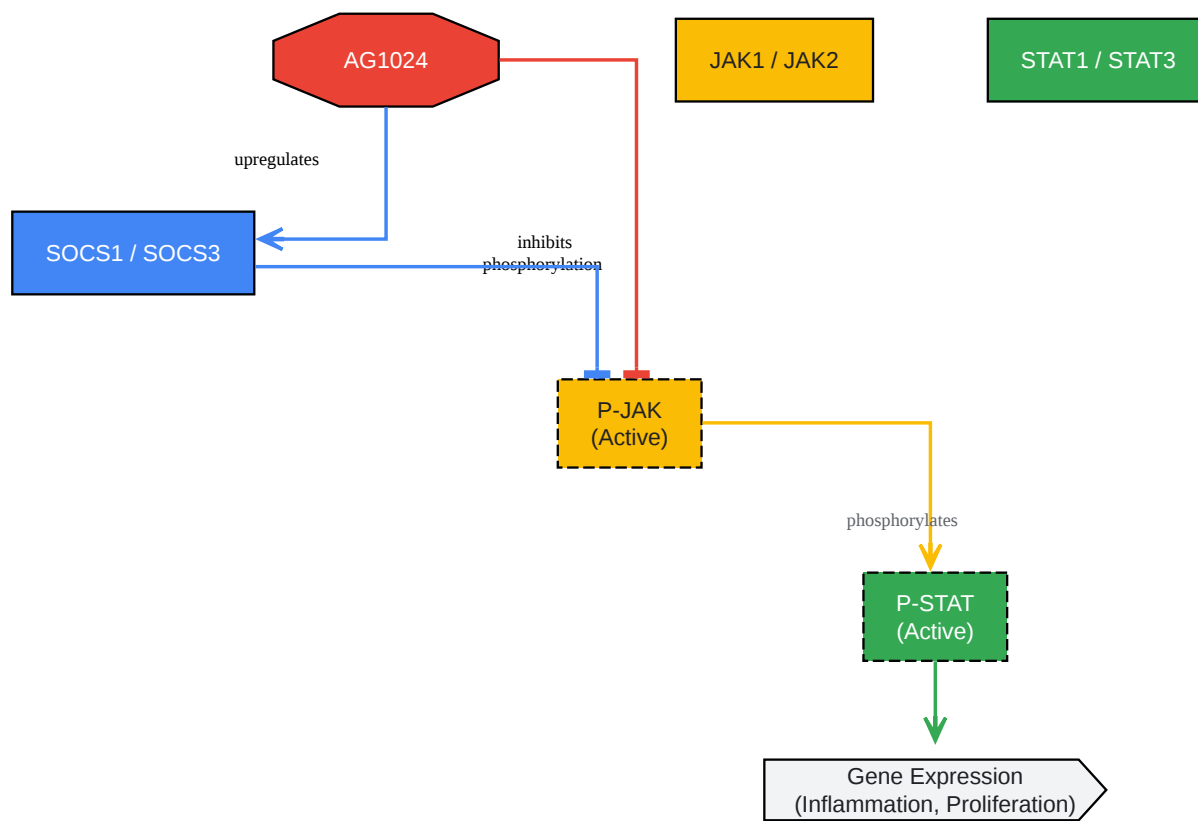 AG1024
JAK1 / JAK2
STAT1 / STAT3
upregulates
SOCS1 / SOCS3
inhibits
phosphorylation
P-JAK
(Active)
phosphorylates
P-STAT
(Active)
Gene Expression
(Inflammation, Proliferation)